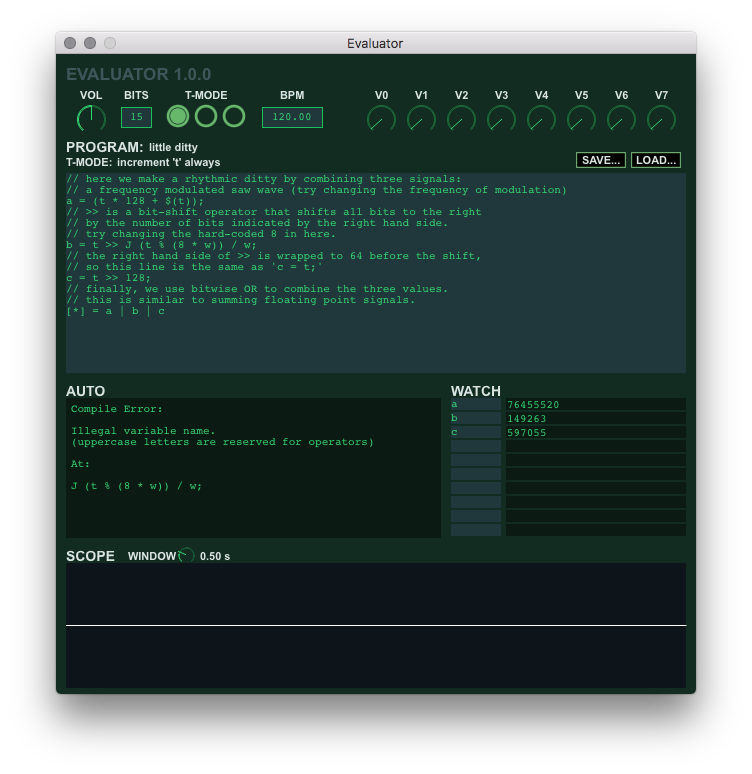 Evaluator
EVALUATOR 1.0.0
VOL BITS T-MODE BPM V0 V1 V2 V3 V4 V5 V6 V7
15 120.00
PROGRAM: little ditty
T-MODE: increment 't' always
SAVE... LOAD...
// here we make a rhythmic ditty by combining three signals:
// a frequency modulated saw wave (try changing the frequency of modulation)
a = (t * 128 + $(t));
// >> is a bit-shift operator that shifts all bits to the right
// by the number of bits indicated by the right hand side.
// try changing the hard-coded 8 in here.
b = t >> J (t % (8 * w)) / w;
// the right hand side of >> is wrapped to 64 before the shift,
// so this line is the same as 'c = t;'
c = t >> 128;
// finally, we use bitwise OR to combine the three values.
// this is similar to summing floating point signals.
[*] = a | b | c
AUTO
Compile Error:
Illegal variable name.
(uppercase letters are reserved for operators)
At:
J (t % (8 * w)) / w;
WATCH
a 76455520
b 149263
c 597055
SCOPE WINDOW 0.50 s